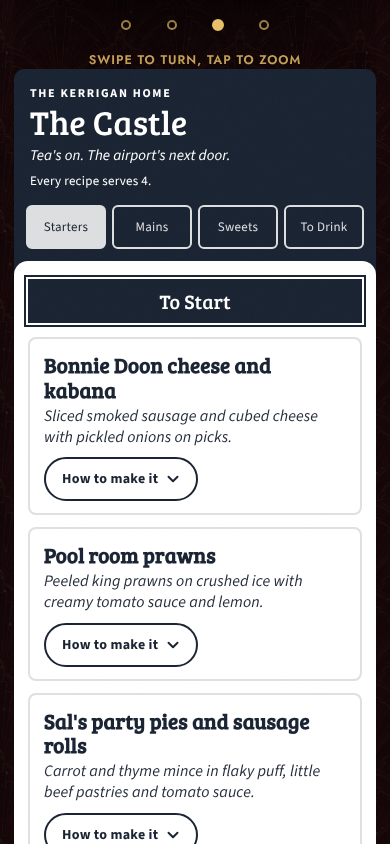 SWIPE TO TURN, TAP TO ZOOM
THE KERRIGAN HOME
The Castle
Tea's on. The airport's next door.
Every recipe serves 4.
Starters
Mains
Sweets
To Drink
To Start
Bonnie Doon cheese and
kabana
Sliced smoked sausage and cubed cheese
with pickled onions on picks.
How to make it
Pool room prawns
Peeled king prawns on crushed ice with
creamy tomato sauce and lemon.
How to make it
Sal's party pies and sausage
rolls
Carrot and thyme mince in flaky puff, little
beef pastries and tomato sauce.
How to make it